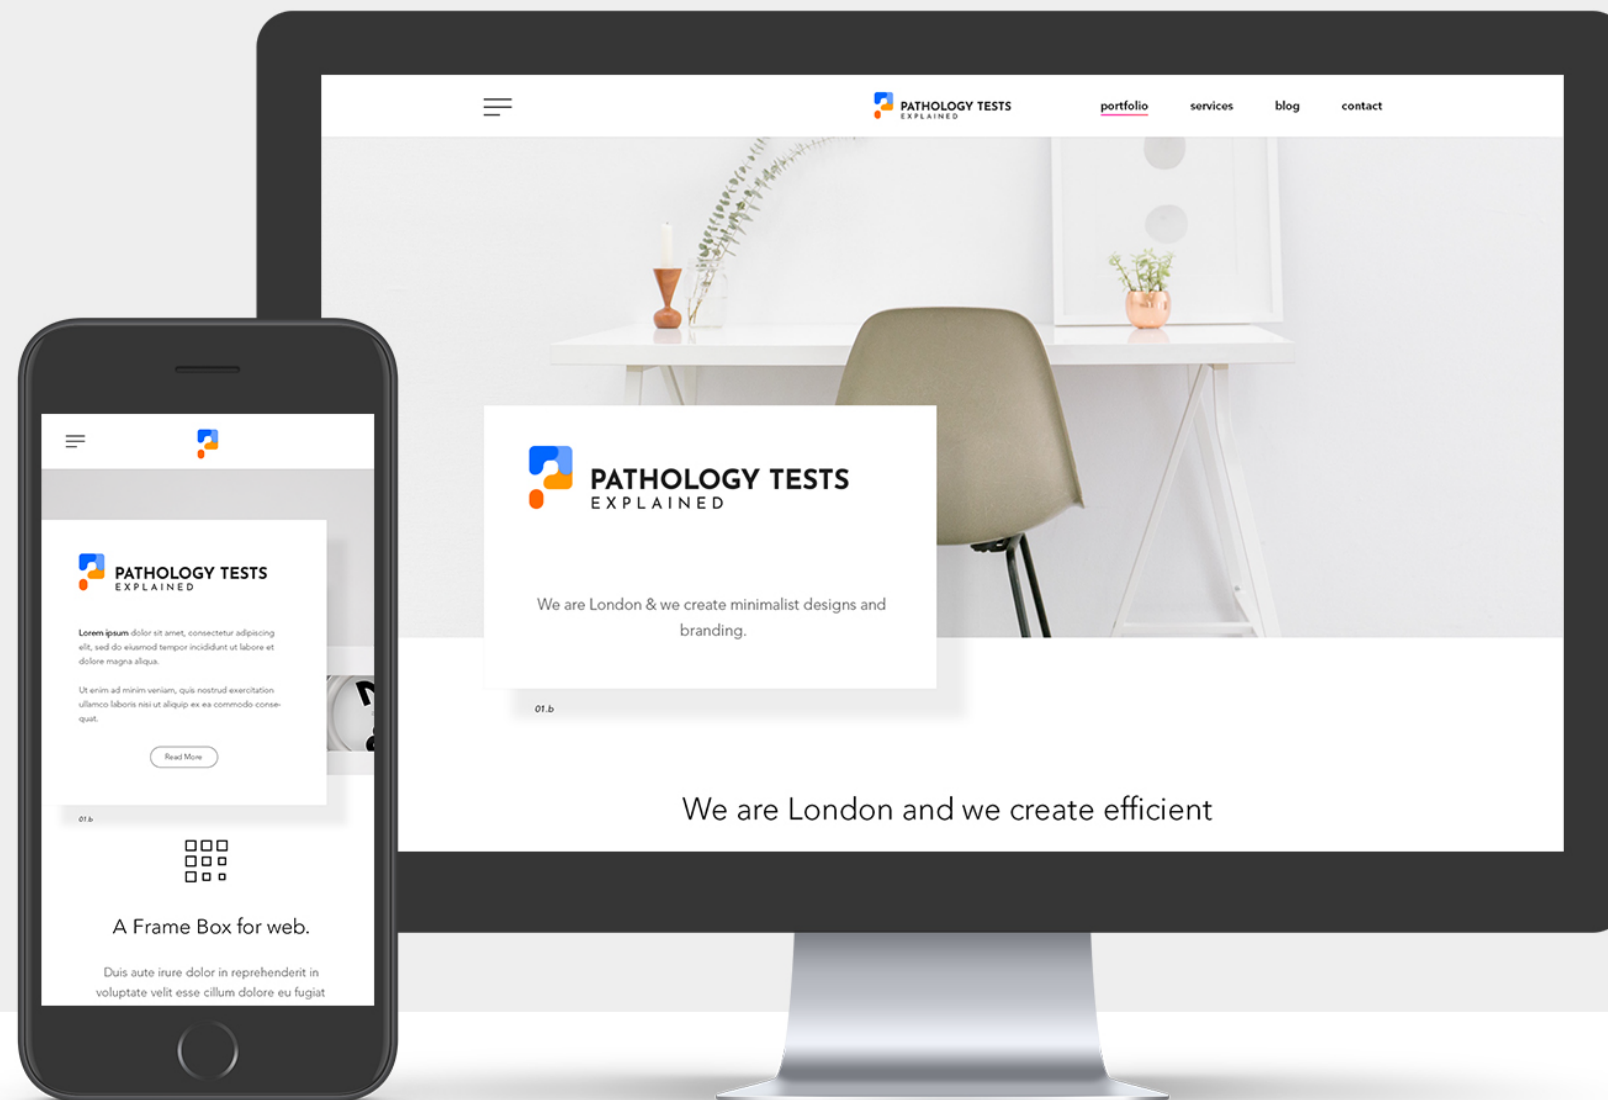 PATHOLOGY TESTS
EXPLAINED
portfolio
services
blog
contact
PATHOLOGY TESTS
EXPLAINED
We are London & we create minimalist designs and
branding.
01.b
We are London and we create efficient
PATHOLOGY TESTS
EXPLAINED
Lorem ipsum dolor sit amet, consectetur adipiscing
elit, sed do eiusmod tempor incididunt ut labore et
dolore magna aliqua.
Ut enim ad minim veniam, quis nostrud exercitation
ullamco laboris nisi ut aliquip ex ea commodo conse-
quat.
Read More
01.b
A Frame Box for web.
Duis aute irure dolor in reprehenderit in
voluptate velit esse cillum dolore eu fugiat